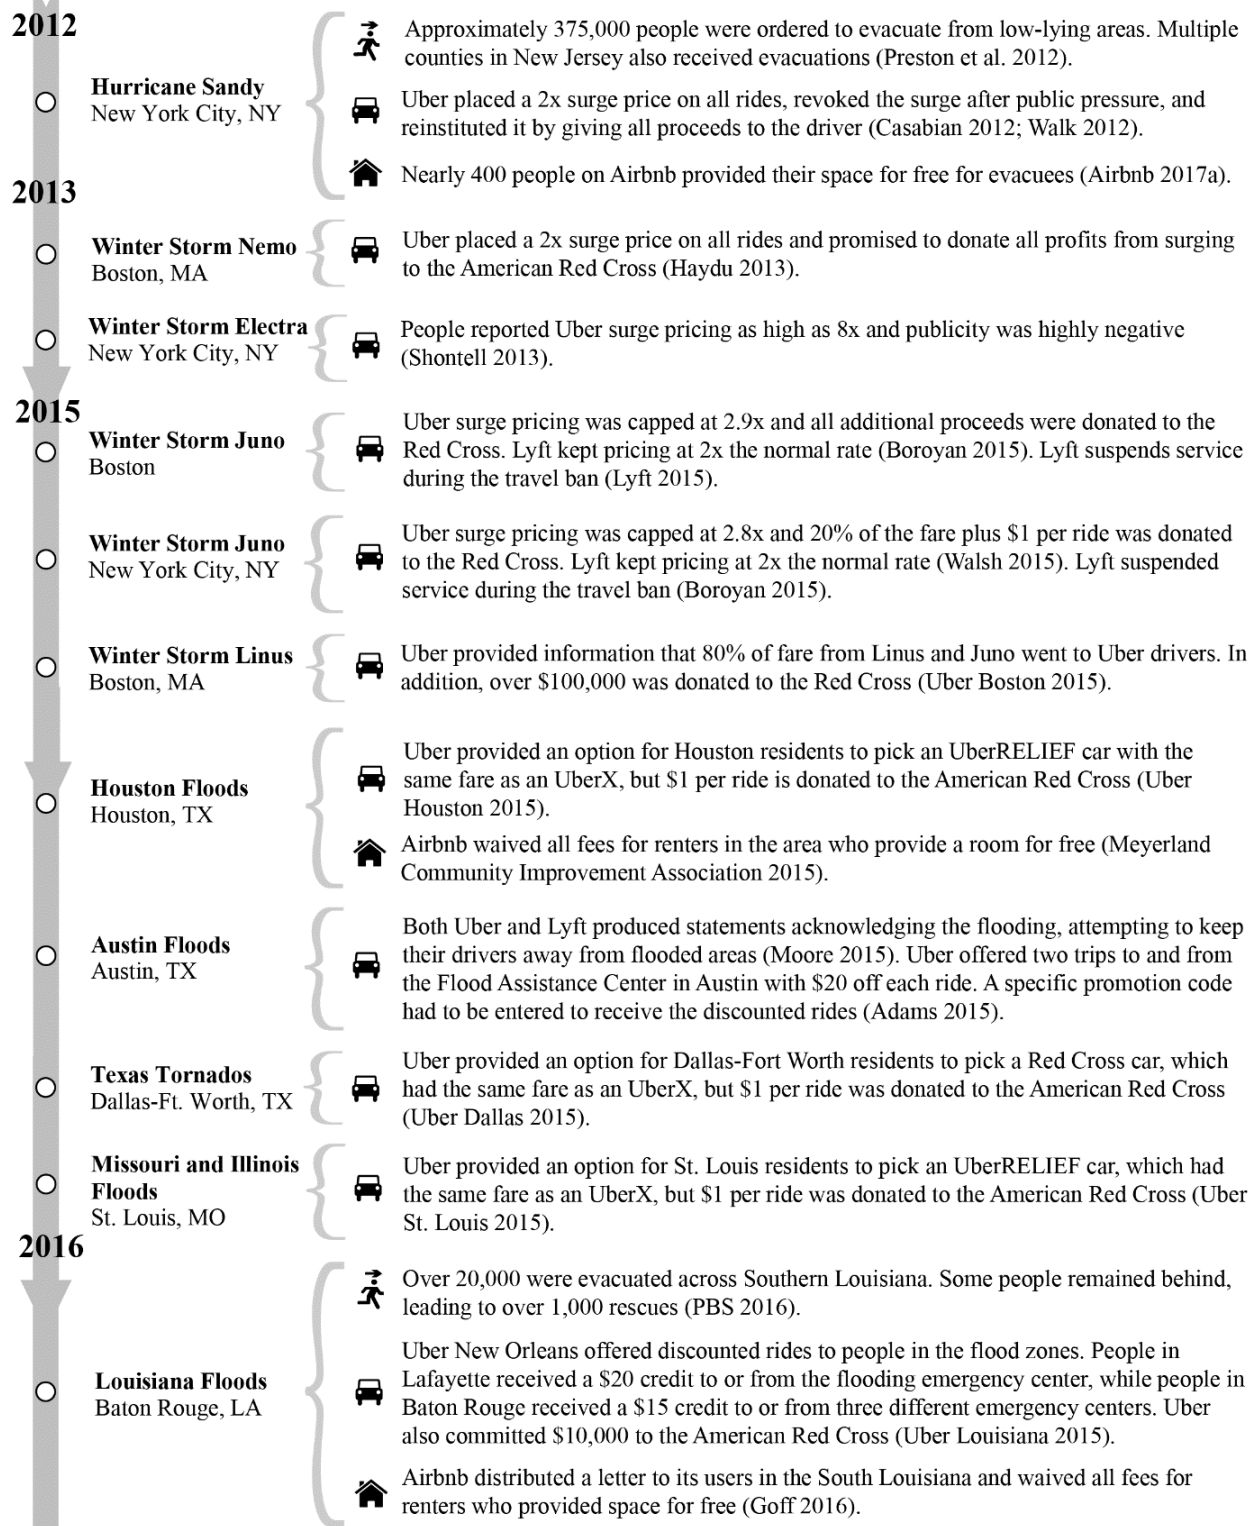 2012
Approximately 375,000 people were ordered to evacuate from low-lying areas. Multiple
counties in New Jersey also received evacuations (Preston et al. 2012).
Hurricane Sandy
New York City, NY
Uber placed a 2x surge price on all rides, revoked the surge after public pressure, and
reinstituted it by giving all proceeds to the driver (Casabian 2012; Walk 2012).
Nearly 400 people on Airbnb provided their space for free for evacuees (Airbnb 2017a).
2013
Winter Storm Nemo
Boston, MA
Uber placed a 2x surge price on all rides and promised to donate all profits from surging
to the American Red Cross (Haydu 2013).
Winter Storm Electra
New York City, NY
People reported Uber surge pricing as high as 8x and publicity was highly negative
(Shontell 2013).
2015
Winter Storm Juno
Boston
Uber surge pricing was capped at 2.9x and all additional proceeds were donated to the
Red Cross. Lyft kept pricing at 2x the normal rate (Boroyan 2015). Lyft suspends service
during the travel ban (Lyft 2015).
Winter Storm Juno
New York City, NY
Uber surge pricing was capped at 2.8x and 20% of the fare plus $1 per ride was donated
to the Red Cross. Lyft kept pricing at 2x the normal rate (Walsh 2015). Lyft suspended
service during the travel ban (Boroyan 2015).
Winter Storm Linus
Boston, MA
Uber provided information that 80% of fare from Linus and Juno went to Uber drivers. In
addition, over $100,000 was donated to the Red Cross (Uber Boston 2015).
Houston Floods
Houston, TX
Uber provided an option for Houston residents to pick an UberRELIEF car with the
same fare as an UberX, but $1 per ride is donated to the American Red Cross (Uber
Houston 2015).
Airbnb waived all fees for renters in the area who provide a room for free (Meyerland
Community Improvement Association 2015).
Austin Floods
Austin, TX
Both Uber and Lyft produced statements acknowledging the flooding, attempting to keep
their drivers away from flooded areas (Moore 2015). Uber offered two trips to and from
the Flood Assistance Center in Austin with $20 off each ride. A specific promotion code
had to be entered to receive the discounted rides (Adams 2015).
Texas Tornados
Dallas-Ft. Worth, TX
Uber provided an option for Dallas-Fort Worth residents to pick a Red Cross car, which
had the same fare as an UberX, but $1 per ride was donated to the American Red Cross
(Uber Dallas 2015).
Missouri and Illinois
Floods
St. Louis, MO
Uber provided an option for St. Louis residents to pick an UberRELIEF car, which had
the same fare as an UberX, but $1 per ride was donated to the American Red Cross (Uber
St. Louis 2015).
2016
Over 20,000 were evacuated across Southern Louisiana. Some people remained behind,
leading to over 1,000 rescues (PBS 2016).
Louisiana Floods
Baton Rouge, LA
Uber New Orleans offered discounted rides to people in the flood zones. People in
Lafayette received a $20 credit to or from the flooding emergency center, while people in
Baton Rouge received a $15 credit to or from three different emergency centers. Uber
also committed $10,000 to the American Red Cross (Uber Louisiana 2015).
Airbnb distributed a letter to its users in the South Louisiana and waived all fees for
renters who provided space for free (Goff 2016).